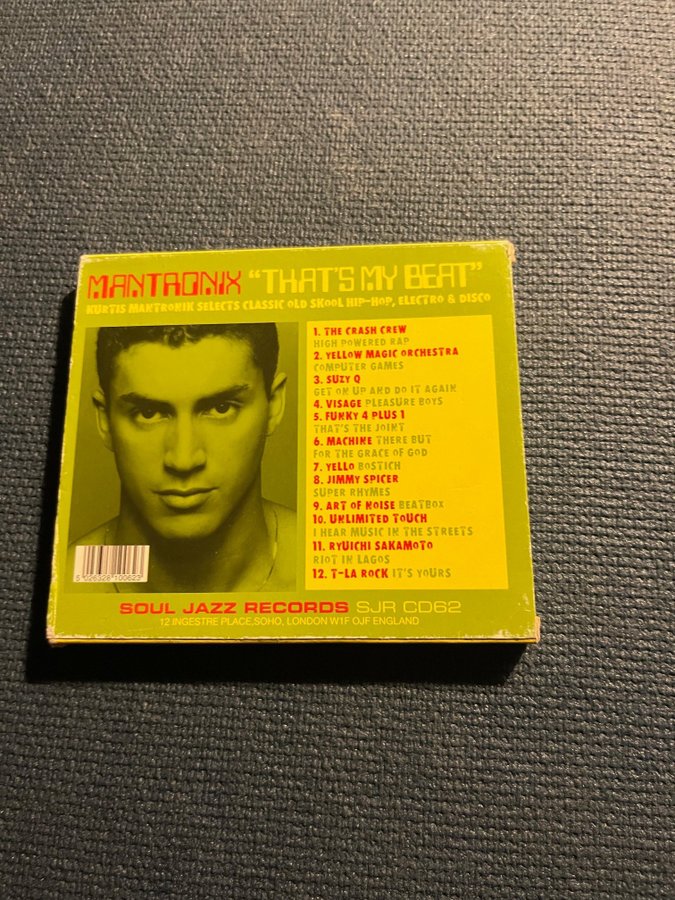 MANTRONIX "THAT'S MY BEAT"
KURTIS MANTRONIK SELECTS CLASSIC OLD SKOOL HIP-HOP, ELECTRO & DISCO
1. THE CRASH CREW
HIGH POWERED RAP
2. YELLOW MAGIC ORCHESTRA
COMPUTER GAMES
3. SUZY Q
GET ON UP AND DO IT AGAIN
4. VISAGE PLEASURE BOYS
5. FUNKY 4 PLUS 1
THAT'S THE JOINT
6. MACHINE THERE BUT
FOR THE GRACE OF GOD
7. YELLO BOSTICH
8. JIMMY SPICER
SUPER RHYMES
9. ART OF NOISE BEATBOX
10. UNLIMITED TOUCH
I HEAR MUSIC IN THE STREETS
11. RYUICHI SAKAMOTO
RIOT IN LAGOS
12. T-LA ROCK IT'S YOURS
5 026328 100623
SOUL JAZZ RECORDS SJR CD62
12 INGESTRE PLACE,SOHO, LONDON W1F OJF ENGLAND